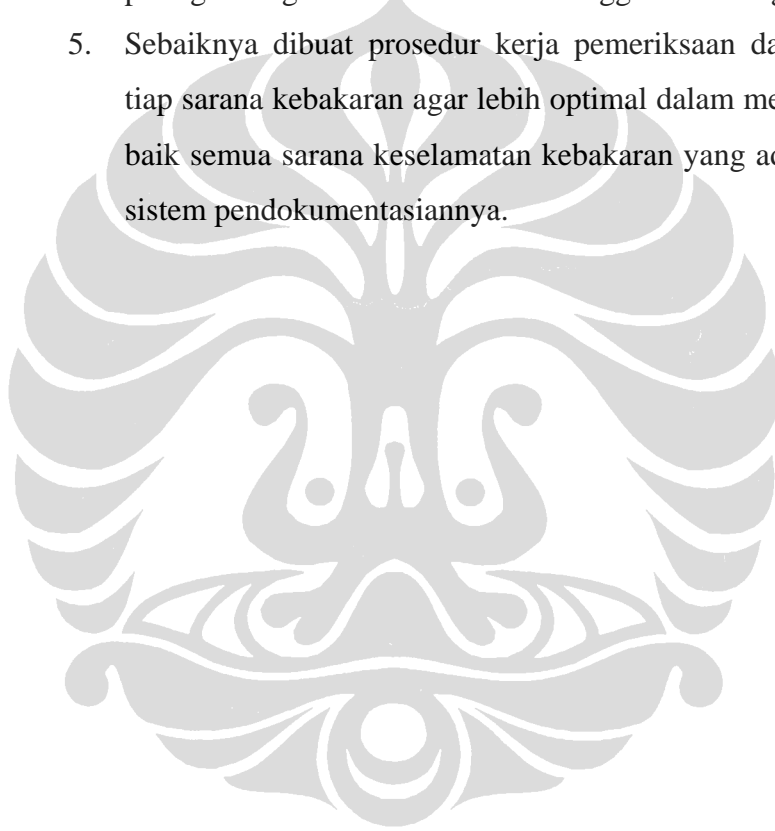 5. Sebaiknya dibuat prosedur kerja pemeriksaan da
tiap sarana kebakaran agar lebih optimal dalam me
baik semua sarana keselamatan kebakaran yang a
sistem pendokumentasiannya.